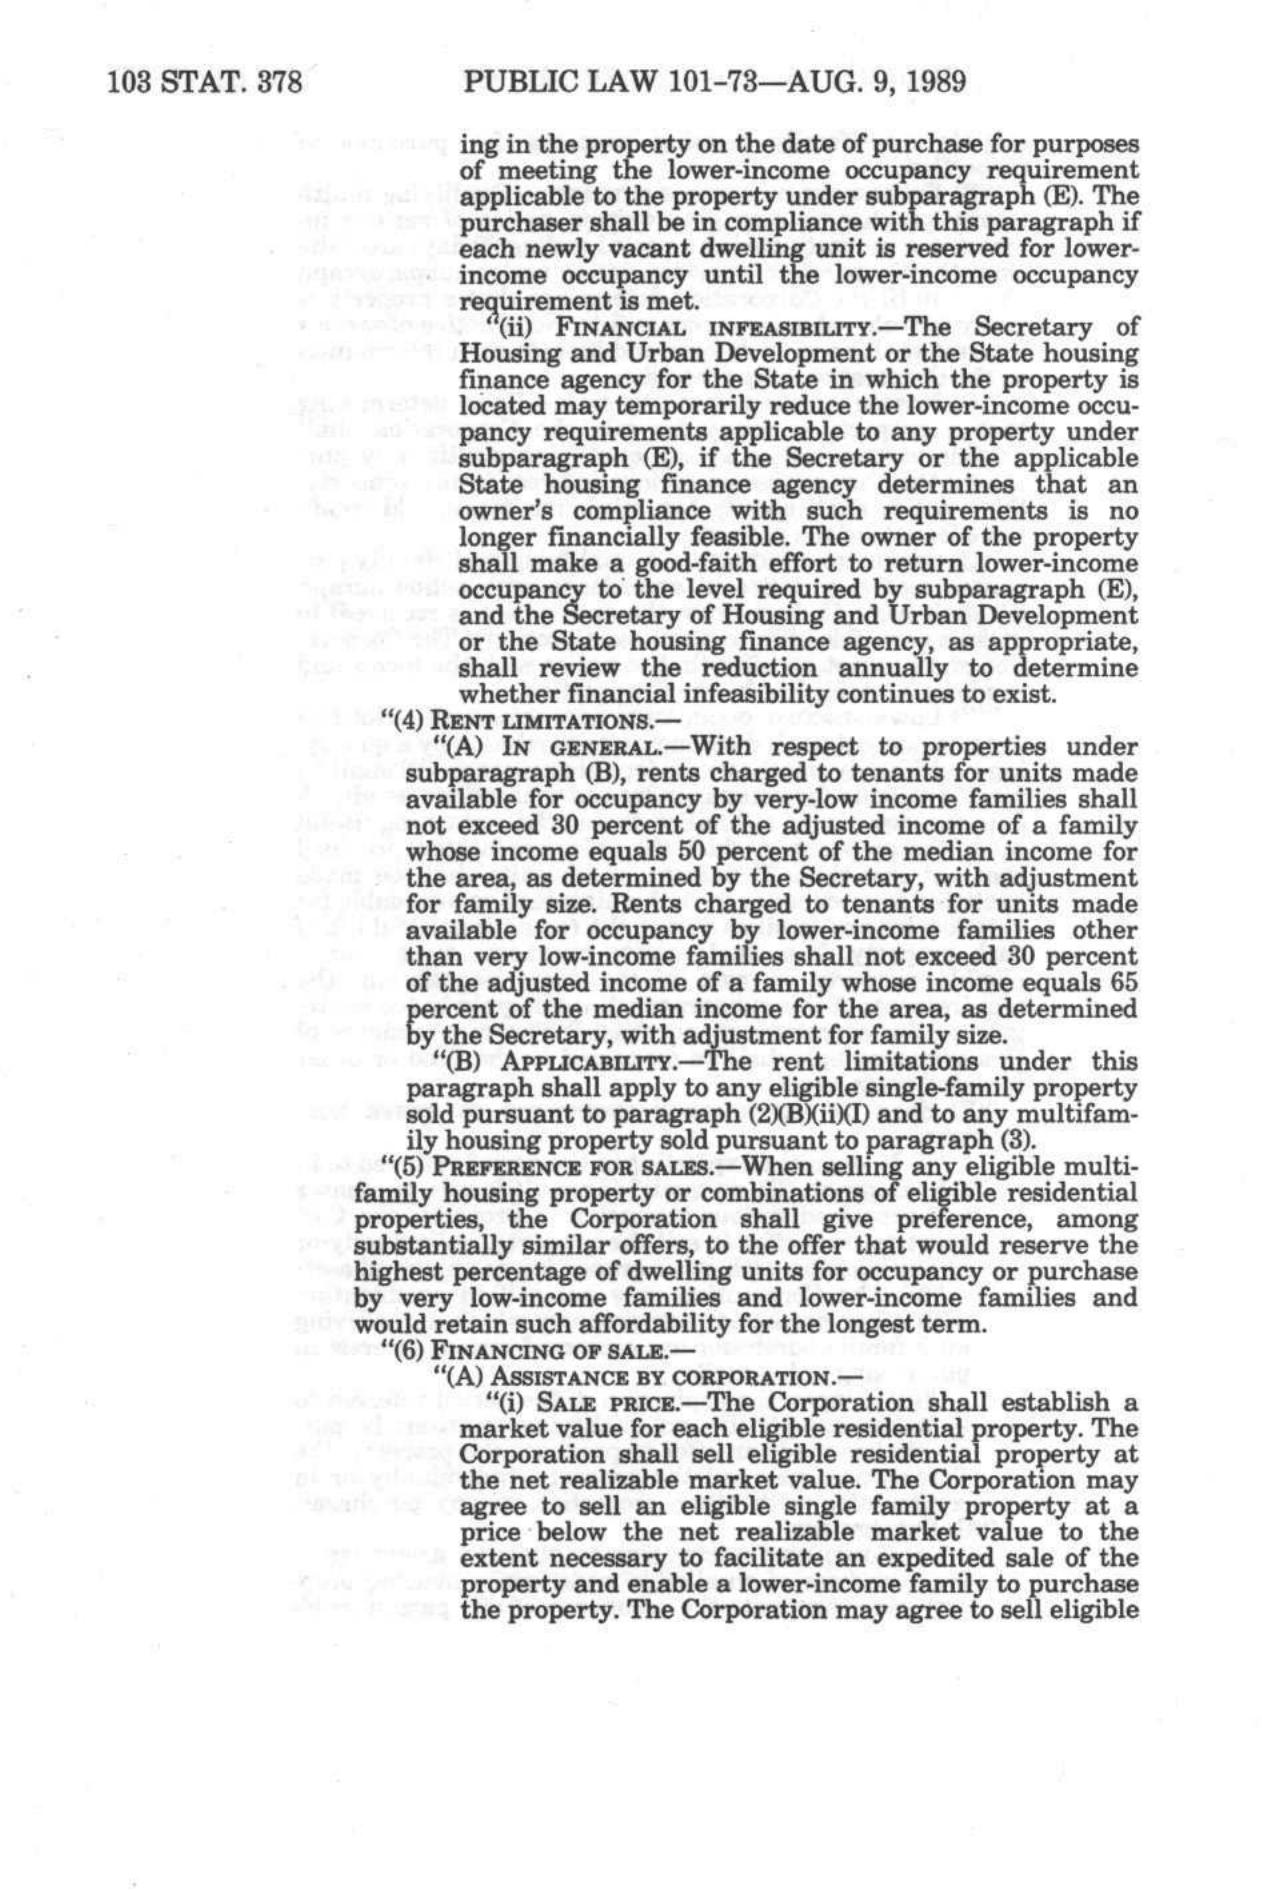 103 STAT. 378 PUBLIC LAW 101-73—AUG. 9, 1989
ing in the property on the date of purchase for purposes
of meeting the lower-income occupancy requirement
applicable to the property under subparagraph (E). The
purchaser shall be in compliance with this paragraph if
each newly vacant dwelling unit is reserved for lower-
income occupancy until the lower-income occupancy
requirement is met.
"(ii) FINANCIAL INFEASIBILITY.—The Secretary of
Housing and Urban Development or the State housing
finance agency for the State in which the property is
located may temporarily reduce the lower-income occu-
pancy requirements applicable to any property under
subparagraph (E), if the Secretary or the applicable
State housing finance agency determines that an
owner's compliance with such requirements is no
longer financially feasible. The owner of the property
shall make a good-faith effort to return lower-income
occupancy to the level required by subparagraph (E),
and the Secretary of Housing and Urban Development
or the State housing finance agency, as appropriate,
shall review the reduction annually to determine
whether financial infeasibility continues to exist.
"(4) RENT LIMITATIONS.—
"(A) IN GENERAL.—With respect to properties under
subparagraph (B), rents charged to tenants for units made
available for occupancy by very-low income families shall
not exceed 30 percent of the adjusted income of a family
whose income equals 50 percent of the median income for
the area, as determined by the Secretary, with adjustment
for family size. Rents charged to tenants for units made
available for occupancy by lower-income families other
than very low-income families shall not exceed 30 percent
of the adjusted income of a family whose income equals 65
percent of the median income for the area, as determined
by the Secretary, with adjustment for family size.
"(B) APPLICABILITY.—The rent limitations under this
paragraph shall apply to any eligible single-family property
sold pursuant to paragraph (2)(B)(ii)(I) and to any multifam-
ily housing property sold pursuant to paragraph (3).
"(5) PREFERENCE FOR SALES.—When selling any eligible multi-
family housing property or combinations of eligible residential
properties, the Corporation shall give preference, among
substantially similar offers, to the offer that would reserve the
highest percentage of dwelling units for occupancy or purchase
by very low-income families and lower-income families and
would retain such affordability for the longest term.
"(6) FINANCING OF SALE.—
"(A) ASSISTANCE BY CORPORATION.—
"(i) SALE PRICE.—The Corporation shall establish a
market value for each eligible residential property. The
Corporation shall sell eligible residential property at
the net realizable market value. The Corporation may
agree to sell an eligible single family property at a
price below the net realizable market value to the
extent necessary to facilitate an expedited sale of the
property and enable a lower-income family to purchase
the property. The Corporation may agree to sell eligible